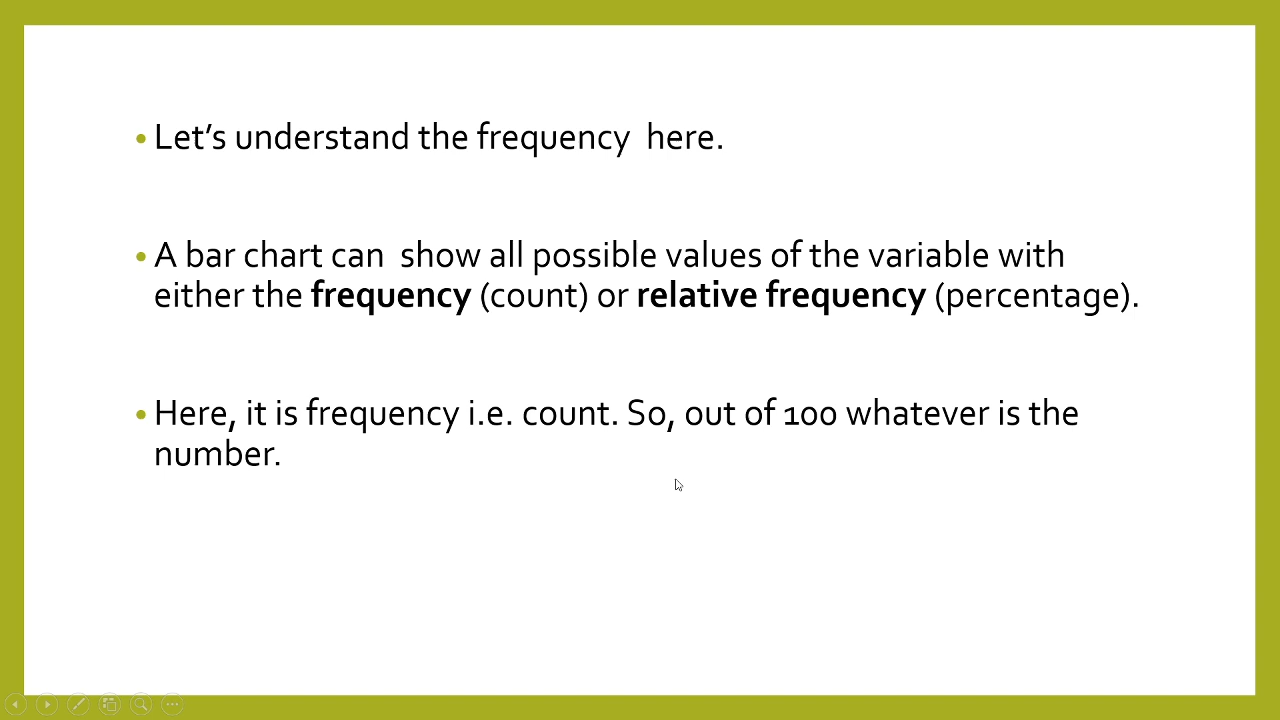 • Let’s understand the frequency  here.
• A bar chart can  show all possible values of the variable with
either the frequency (count) or relative frequency (percentage).
• Here, it is frequency i.e. count. So, out of 100 whatever is the
number.